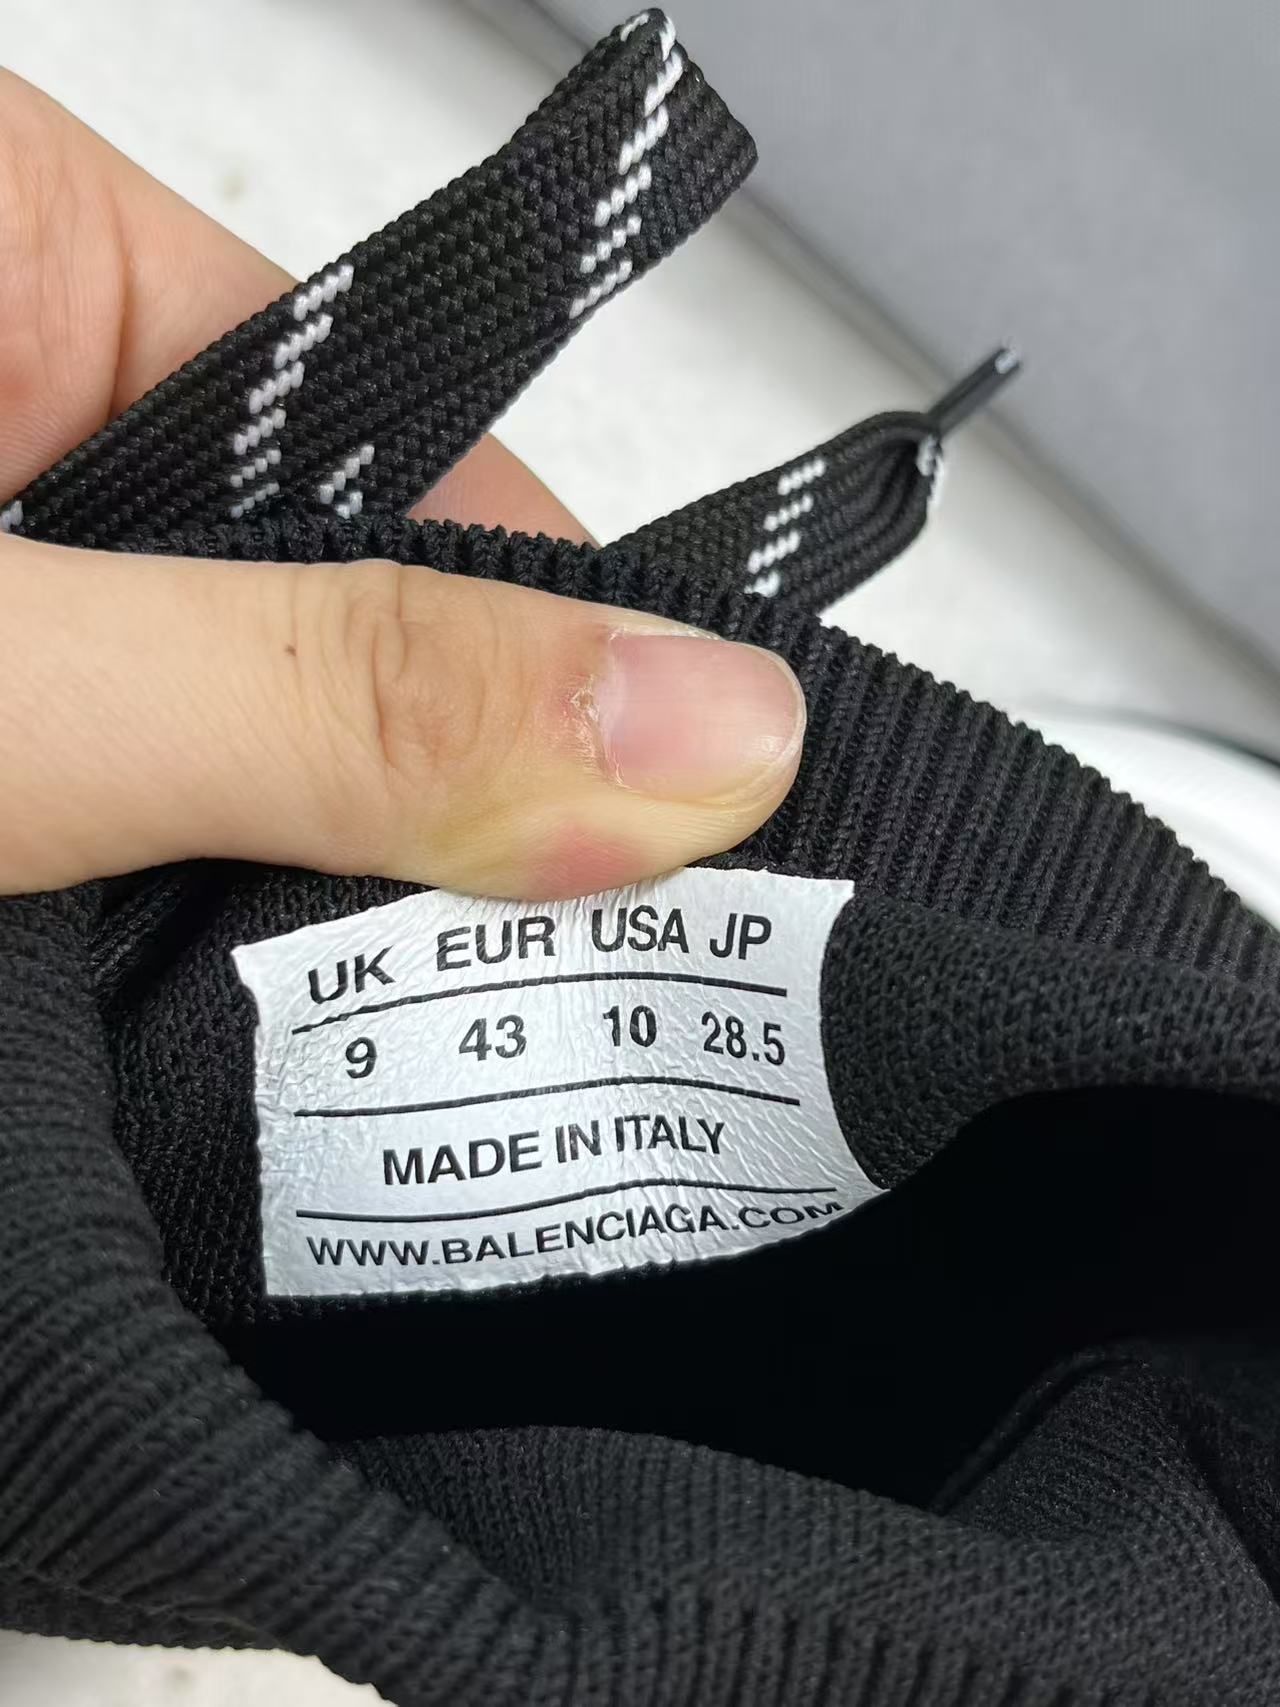 UK EUR USA JP
9 43 10 28.5
MADE IN ITALY
WWW.BALENCIAGA.COM